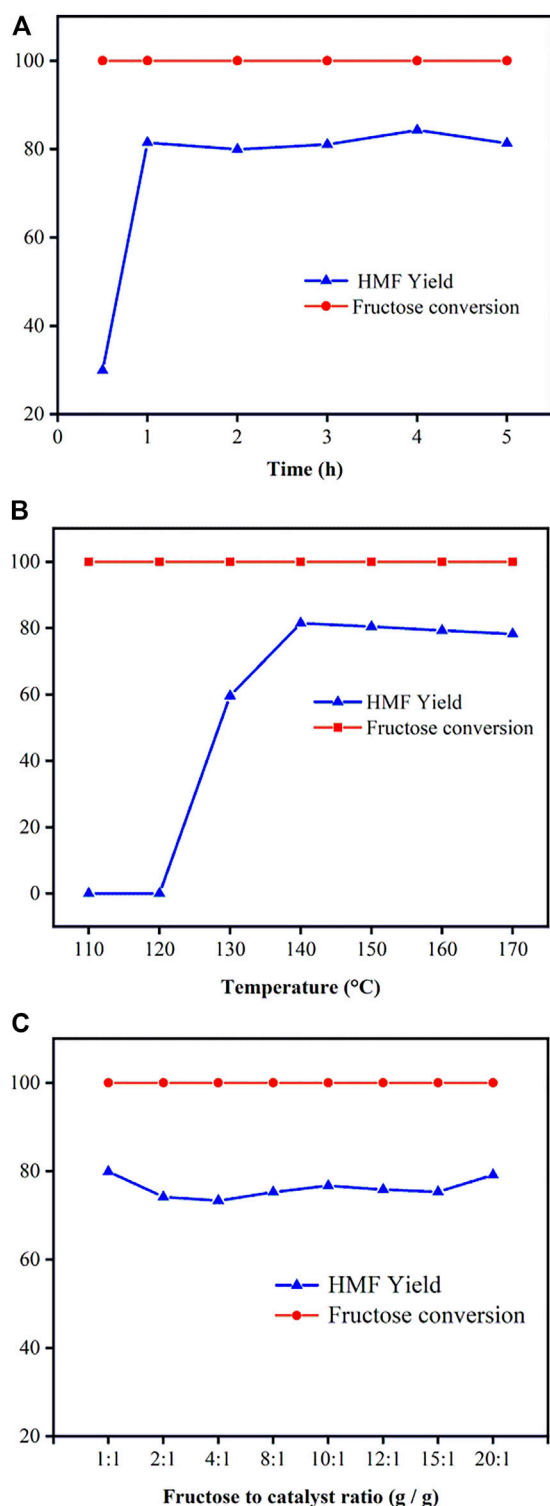 A
100
80
60
40
20
HMF Yield
Fructose conversion
0 1 2 3 4 5
Time (h)
B
100
80
60
40
20
0
HMF Yield
Fructose conversion
110 120 130 140 150 160 170
Temperature (°C)
C
100
80
60
40
20
HMF Yield
Fructose conversion
1:1 2:1 4:1 8:1 10:1 12:1 15:1 20:1
Fructose to catalyst ratio (g / g)